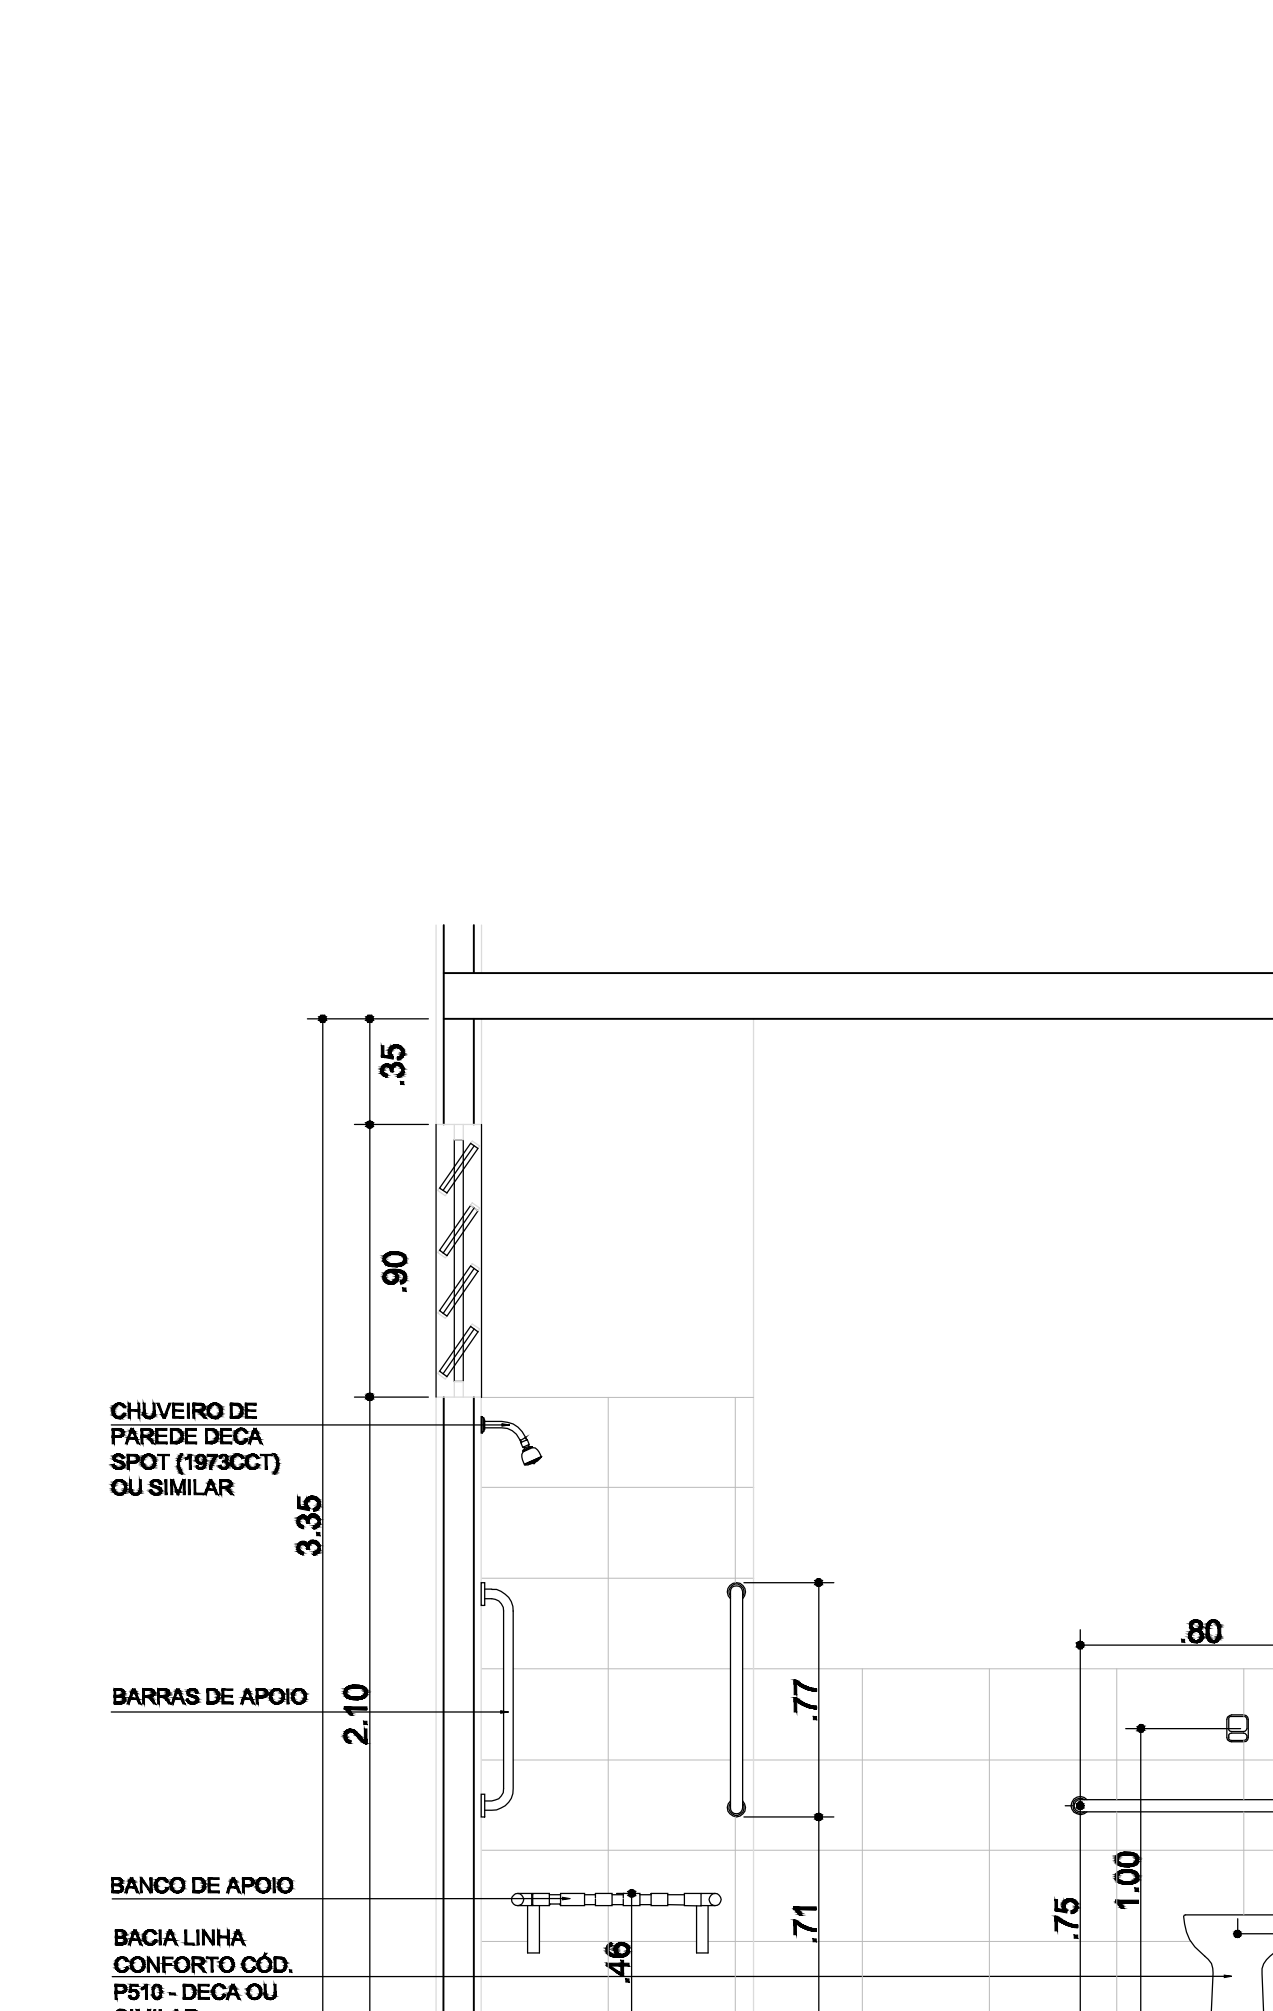 .35
.90
CHUVEIRO DE
PAREDE DECA
SPOT (1973CCT)
OU SIMILAR
3.35
.80
.77
BARRAS DE APOIO
2.10
1.00
BANCO DE APOIO
.75
.71
BACIA LINHA
CONFORTO CÓD.
.46
P510 - DECA OU
SIMILAR